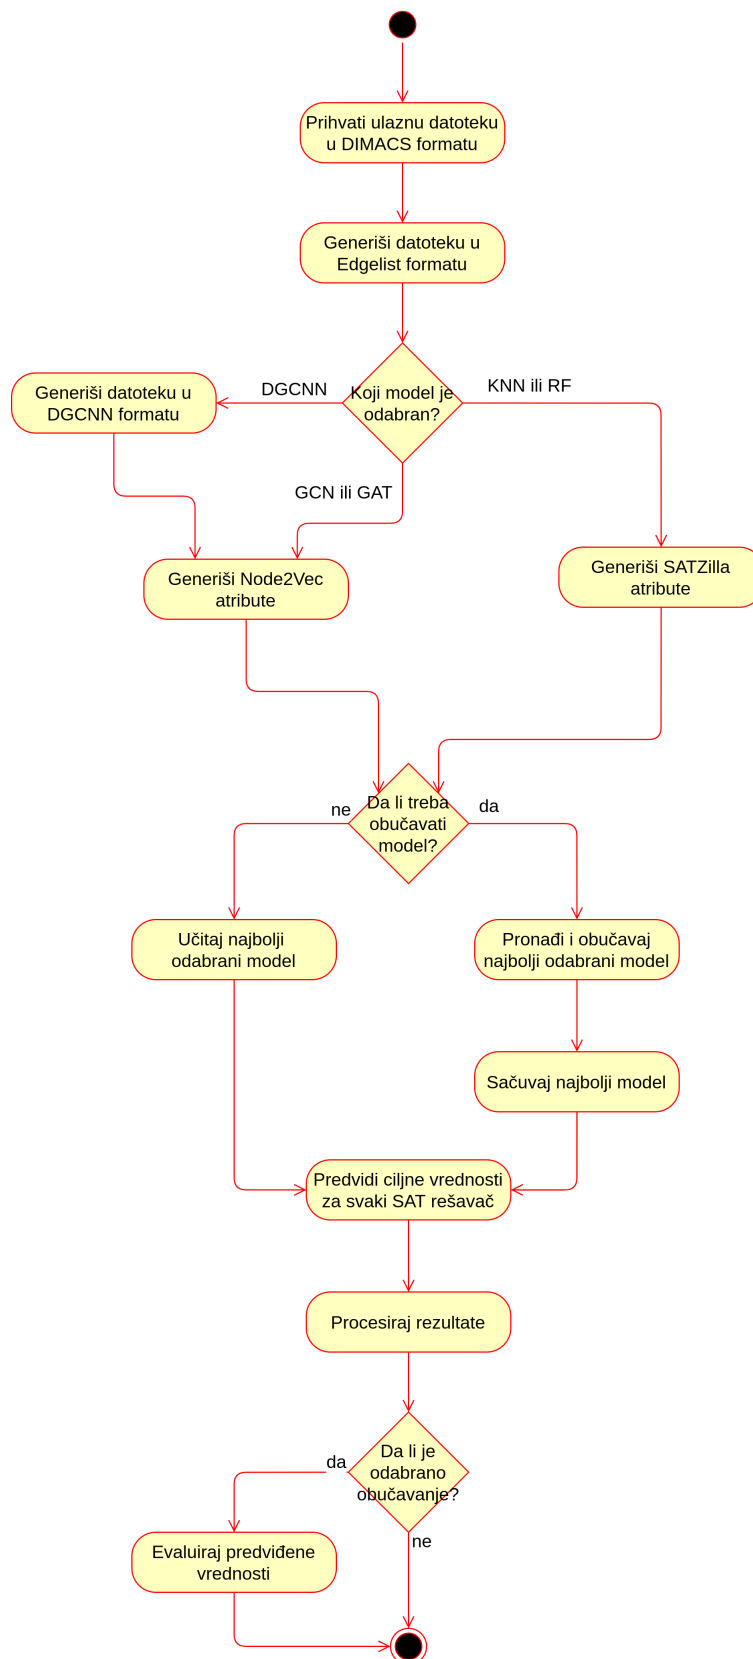 Prihvati ulaznu datoteku
u DIMACS formatu
Generiši datoteku u
Edgelist formatu
Koji model je
odabran?
DGCNN
KNN ili RF
Generiši datoteku u
DGCNN formatu
GCN ili GAT
Generiši Node2Vec
atribute
Generiši SATZilla
atribute
Da li treba
obučavati
model?
ne
da
Učitaj najbolji
odabrani model
Pronađi i obučavaj
najbolji odabrani model
Sačuvaj najbolji model
Predvidi ciljne vrednosti
za svaki SAT rešavač
Procesiraj rezultate
Da li je
odabrano
obučavanje?
da
ne
Evaluiraj predviđene
vrednosti